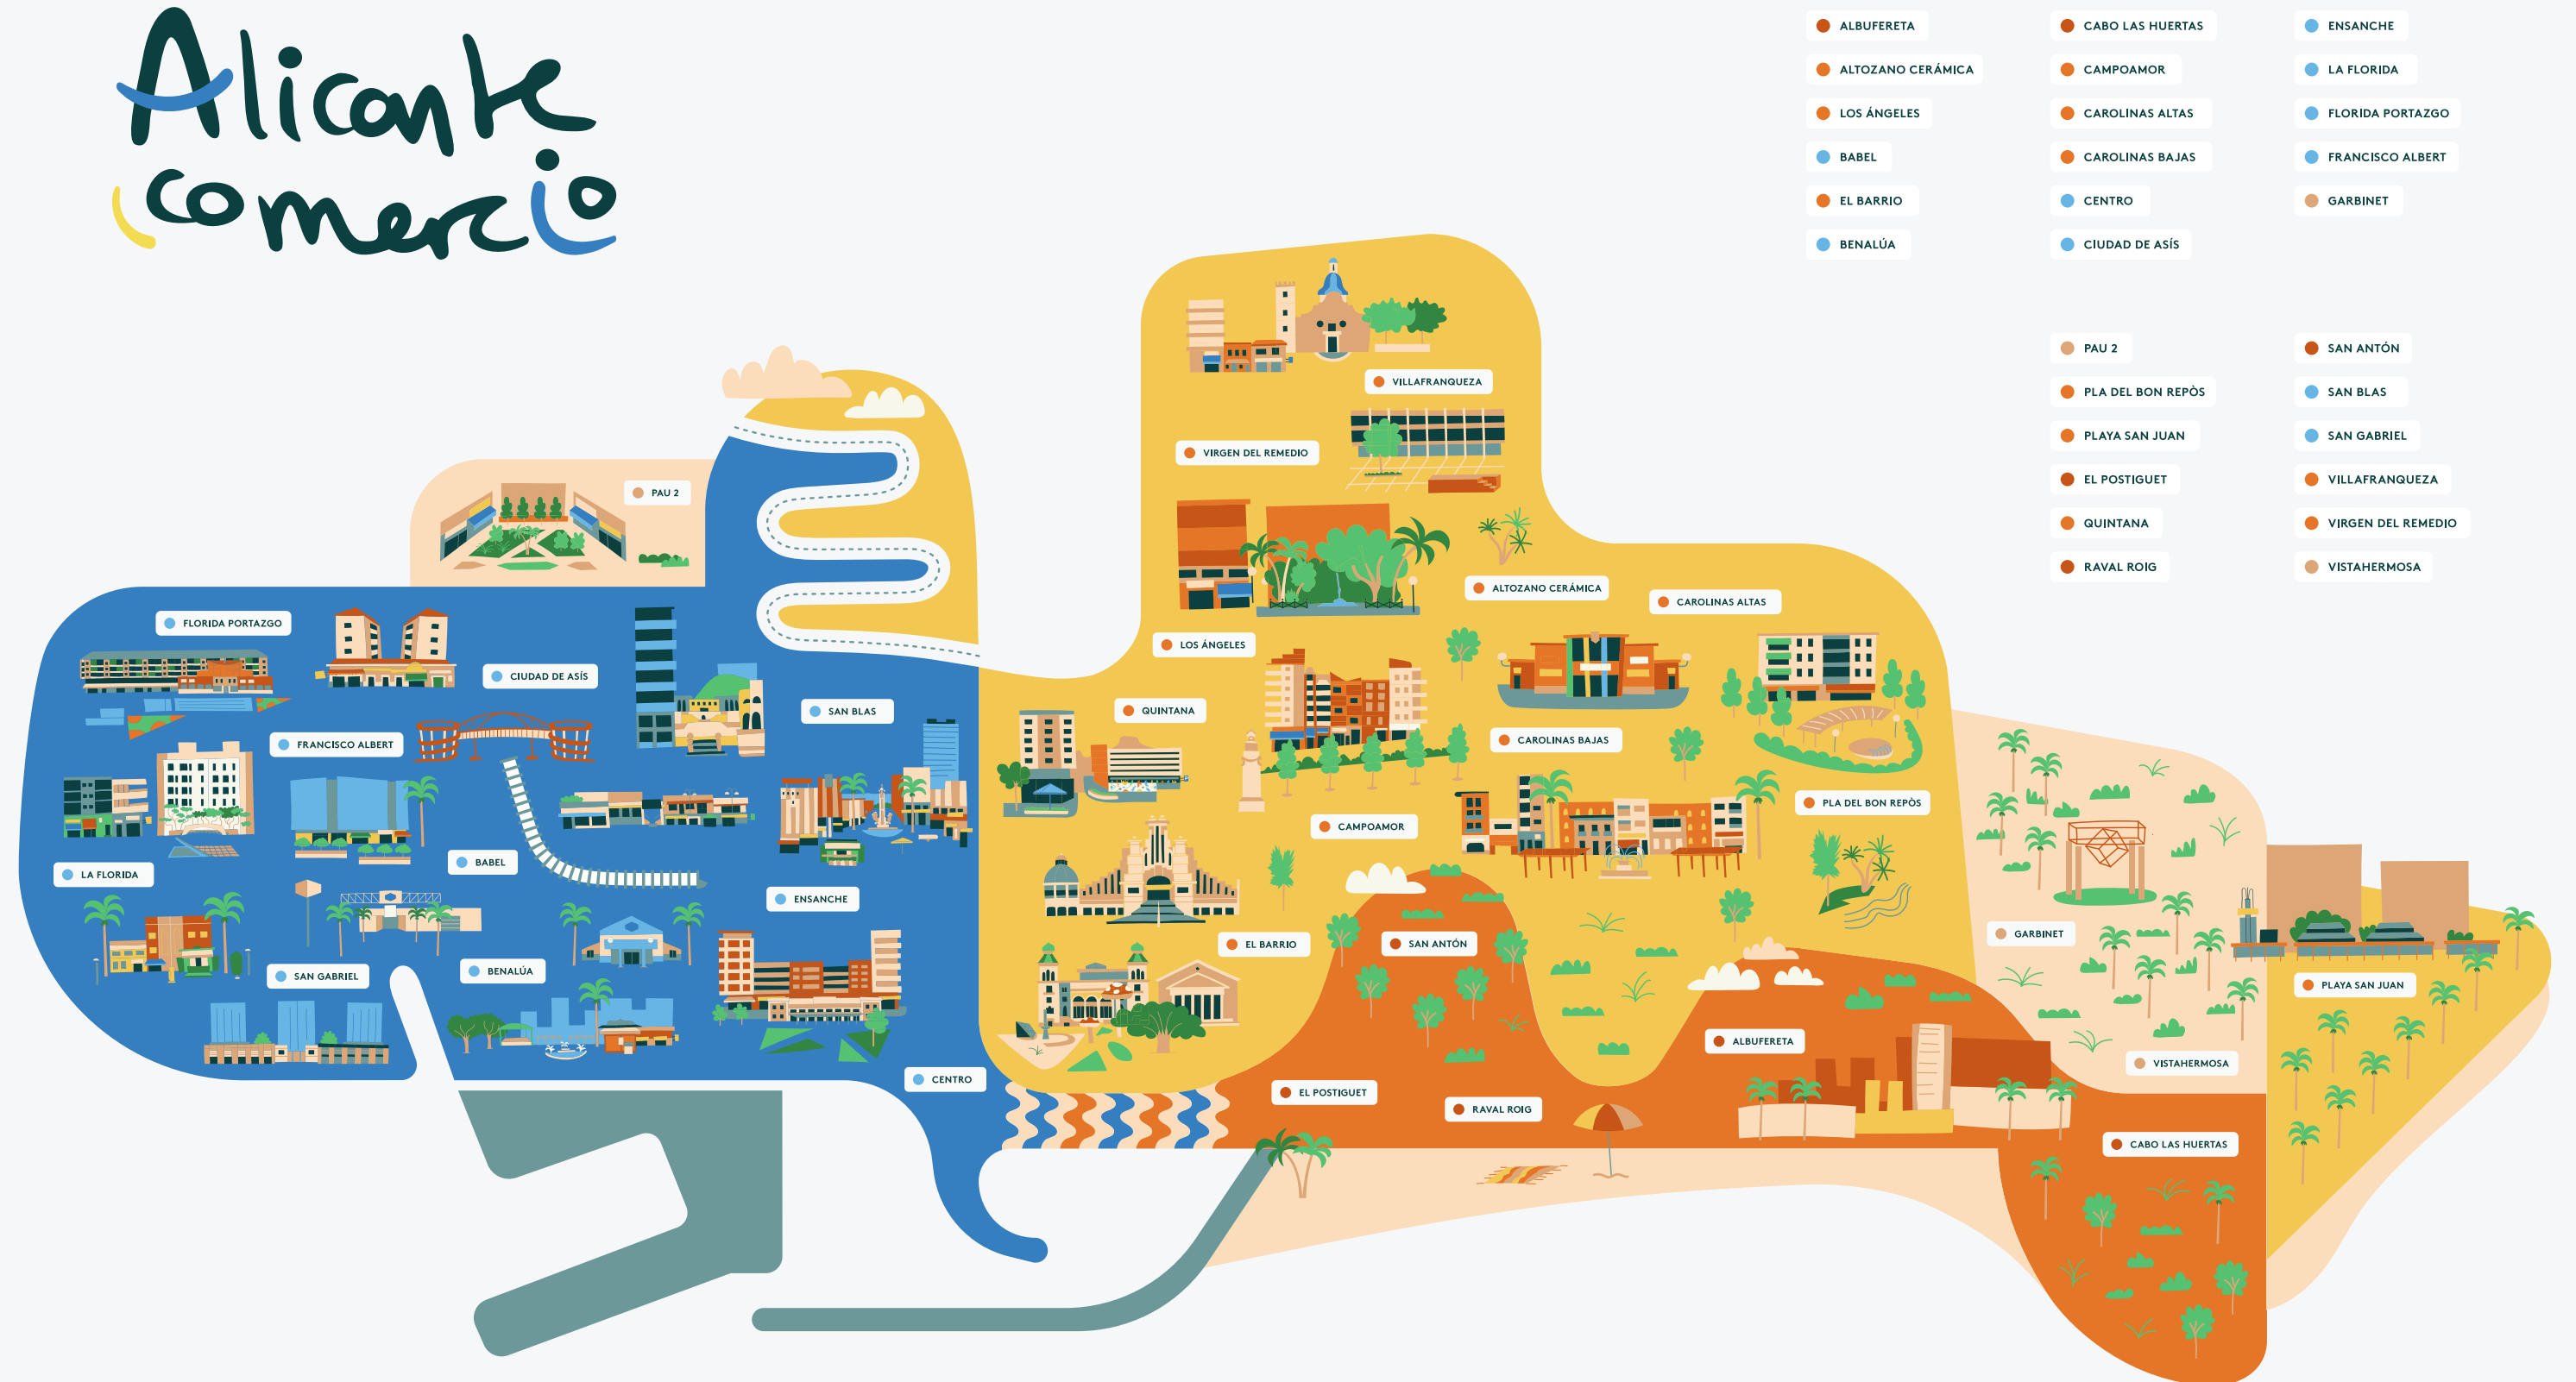 Alicante
comercio
ALBUFERETA
ALTOZANO CERÁMICA
LOS ÁNGELES
BABEL
EL BARRIO
BENALÚA
CABO LAS HUERTAS
CAMPOAMOR
CAROLINAS ALTAS
CAROLINAS BAJAS
CENTRO
CIUDAD DE ASÍS
ENSANCHE
LA FLORIDA
FLORIDA PORTAZGO
FRANCISCO ALBERT
GARBINET
PAU 2
PLA DEL BON REPÒS
PLAYA SAN JUAN
EL POSTIGUET
QUINTANA
RAVAL ROIG
SAN ANTÓN
SAN BLAS
SAN GABRIEL
VILLAFRANQUEZA
VIRGEN DEL REMEDIO
VISTAHERMOSA
VILLAFRANQUEZA
VIRGEN DEL REMEDIO
PAU 2
ALTOZANO CERÁMICA
CAROLINAS ALTAS
FLORIDA PORTAZGO
LOS ÁNGELES
CIUDAD DE ASÍS
SAN BLAS
QUINTANA
CAROLINAS BAJAS
FRANCISCO ALBERT
PLA DEL BON REPÒS
CAMPOAMOR
BABEL
LA FLORIDA
ENSANCHE
GARBINET
EL BARRIO
SAN ANTÓN
BENALÚA
SAN GABRIEL
PLAYA SAN JUAN
ALBUFERETA
VISTAHERMOSA
CENTRO
EL POSTIGUET
RAVAL ROIG
CABO LAS HUERTAS